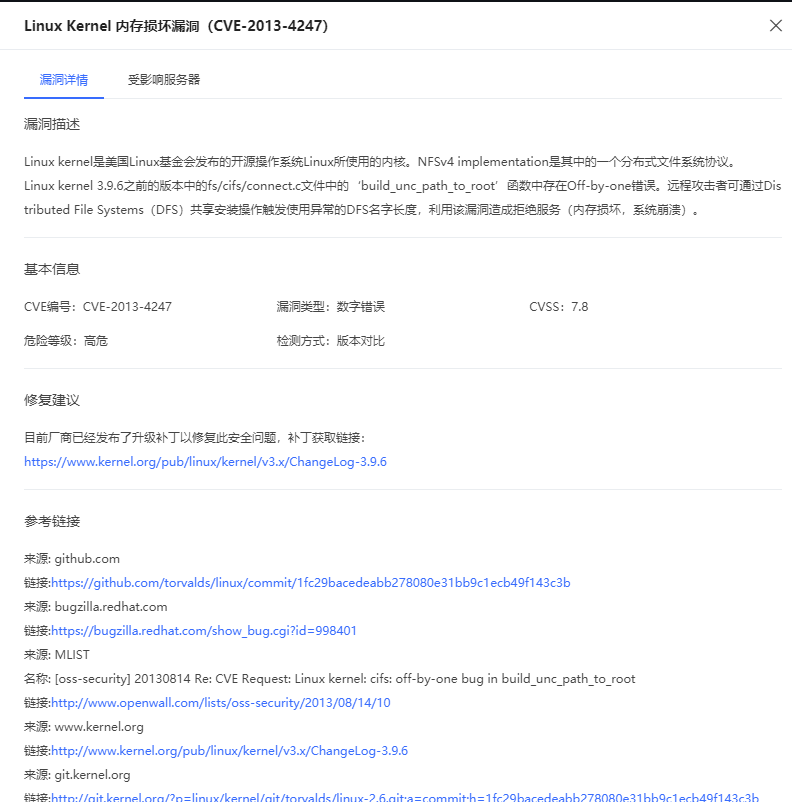 Linux Kernel 内存损坏漏洞（CVE-2013-4247）
漏洞详情
受影响服务器
漏洞描述
Linux kernel是美国Linux基金会发布的开源操作系统Linux所使用的内核。NFSv4 implementation是其中的一个分布式文件系统协议。
Linux kernel 3.9.6之前的版本中的fs/cifs/connect.c文件中的‘build_unc_path_to_root’函数中存在Off-by-one错误。远程攻击者可通过Dis
tributed File Systems（DFS）共享安装操作触发使用异常的DFS名字长度，利用该漏洞造成拒绝服务（内存损坏，系统崩溃）。
基本信息
CVE编号：CVE-2013-4247
漏洞类型：数字错误
CVSS：7.8
危险等级：高危
检测方式：版本对比
修复建议
目前厂商已经发布了升级补丁以修复此安全问题，补丁获取链接：
https://www.kernel.org/pub/linux/kernel/v3.x/ChangeLog-3.9.6
参考链接
来源: github.com
链接:https://github.com/torvalds/linux/commit/1fc29bacedeabb278080e31bb9c1ecb49f143c3b
来源: bugzilla.redhat.com
链接:https://bugzilla.redhat.com/show_bug.cgi?id=998401
来源: MLIST
名称: [oss-security] 20130814 Re: CVE Request: Linux kernel: cifs: off-by-one bug in build_unc_path_to_root
链接:http://www.openwall.com/lists/oss-security/2013/08/14/10
来源: www.kernel.org
链接:http://www.kernel.org/pub/linux/kernel/v3.x/ChangeLog-3.9.6
来源: git.kernel.org
链接:http://git.kernel.org/?p=linux/kernel/git/torvalds/linux-2.6.git;a=commit;h=1fc29bacedeabb278080e31bb9c1ecb49f143c3b